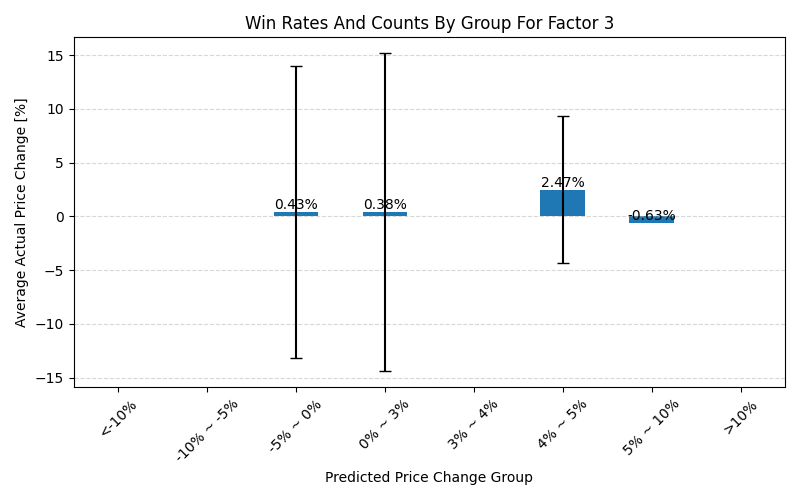 Win Rates And Counts By Group For Factor 3
Average Actual Price Change [%]
15
10
5
0
−5
−10
−15
0.43%
0.38%
2.47%
-0.63%
<-10%
-10% ~ -5%
-5% ~ 0%
0% ~ 3%
3% ~ 4%
4% ~ 5%
5% ~ 10%
>10%
Predicted Price Change Group